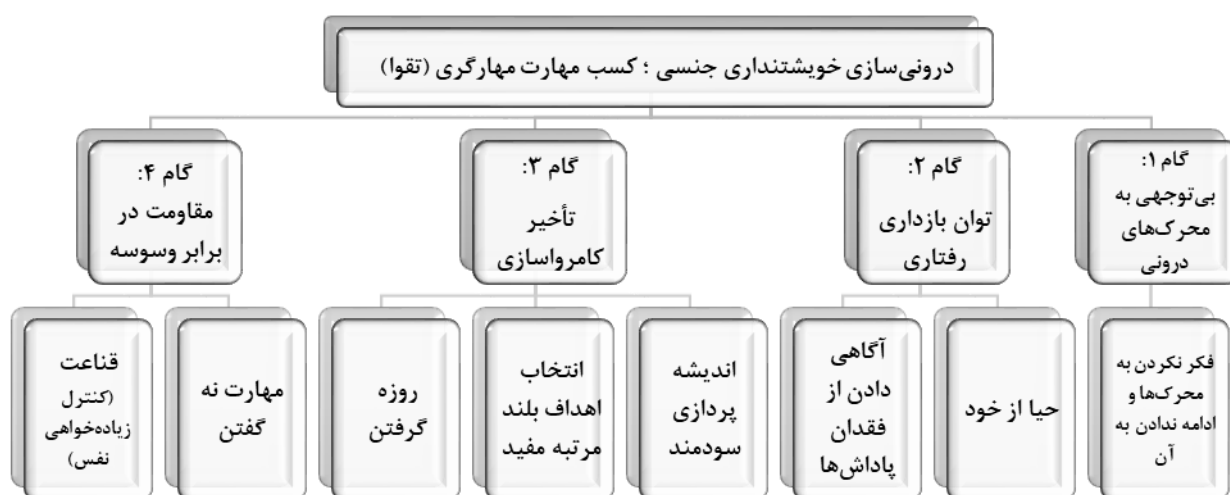 درونی‌سازی خویشتنداری جنسی ؛ کسب مهارت مهارگری (تقوا)
گام ۱:
بی‌توجهی به
محرک‌های
درونی
گام ۲:
توان بازداری
رفتاری
گام ۳:
تأخیر
کامرواسازی
گام ۴:
مقاومت در
برابر وسوسه
فکر نکردن به
محرک‌ها و
ادامه ندادن به
آن
حیا از خود
آگاهی
دادن از
فقدان
پاداش‌ها
اندیشه
پردازی
سودمند
انتخاب
اهداف بلند
مرتبه مفید
روزه
گرفتن
مهارت نه
گفتن
قناعت
(کنترل
زیاده‌خواهی
نفس)